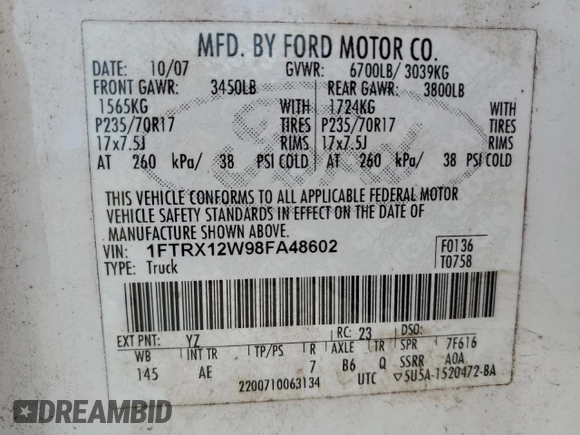 MFD. BY FORD MOTOR CO.
DATE: 10/07 GVWR: 6700LB/ 3039KG
FRONT GAWR: 3450LB REAR GAWR: 3800LB
1565KG WITH 1724KG WITH
P235/70R17 TIRES P235/70R17 TIRES
17x7.5J RIMS 17x7.5J RIMS
AT 260 kPa/ 38 PSI COLD AT 260 kPa/ 38 PSI COLD
THIS VEHICLE CONFORMS TO ALL APPLICABLE FEDERAL MOTOR
VEHICLE SAFETY STANDARDS IN EFFECT ON THE DATE OF
MANUFACTURE SHOWN ABOVE.
VIN: 1FTRX12W98FA48602 F0136
TYPE: Truck T0758
EXT PNT: YZ RC: 23 DSO:
WB INT TR TP/PS R AXLE TR SPR 7F616
145 AE 7 B6 Q SSRR A0A
2200710063134 UTC ▽5U5A-1520472-BA
DREAMBID